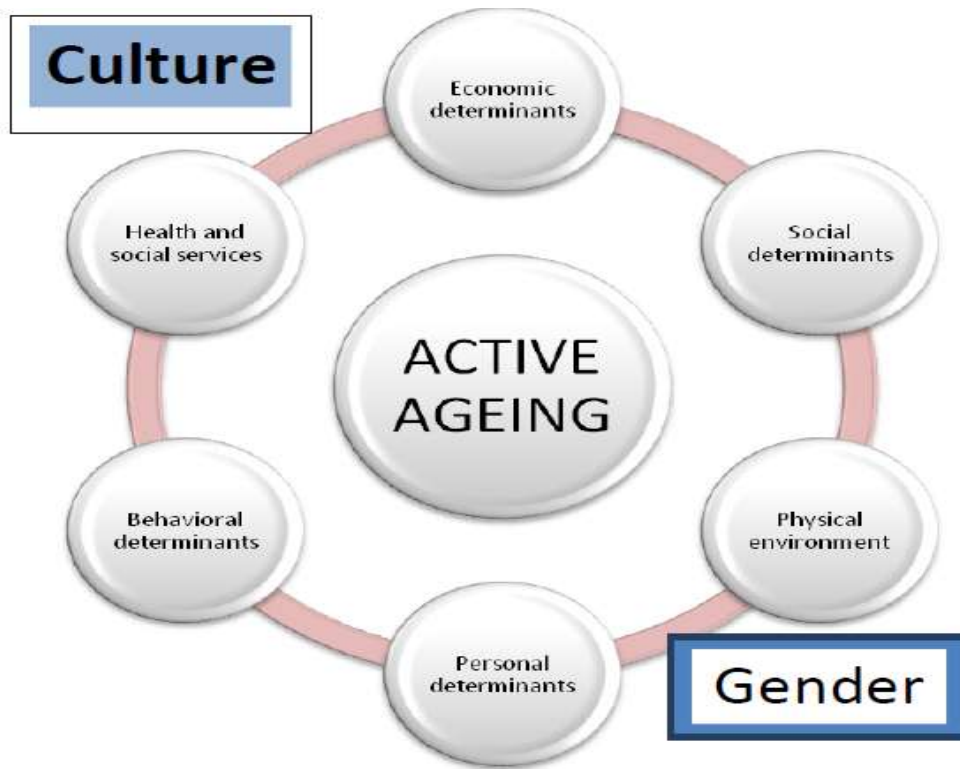 Culture
Economic
determinants
Health and
social services
Social
determinants
ACTIVE
AGEING
Behavioral
determinants
Physical
environment
Personal
determinants
Gender